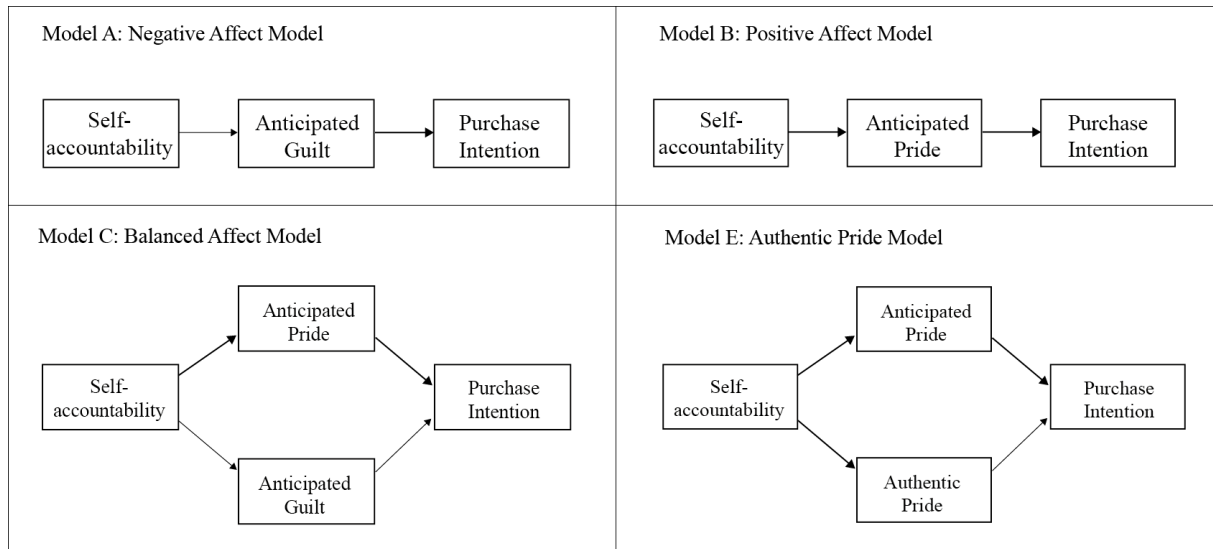 Model A: Negative Affect Model
Self-
accountability
Anticipated
Guilt
Purchase
Intention
Model B: Positive Affect Model
Self-
accountability
Anticipated
Pride
Purchase
Intention
Model C: Balanced Affect Model
Anticipated
Pride
Self-
accountability
Purchase
Intention
Anticipated
Guilt
Model E: Authentic Pride Model
Anticipated
Pride
Self-
accountability
Purchase
Intention
Authentic
Pride